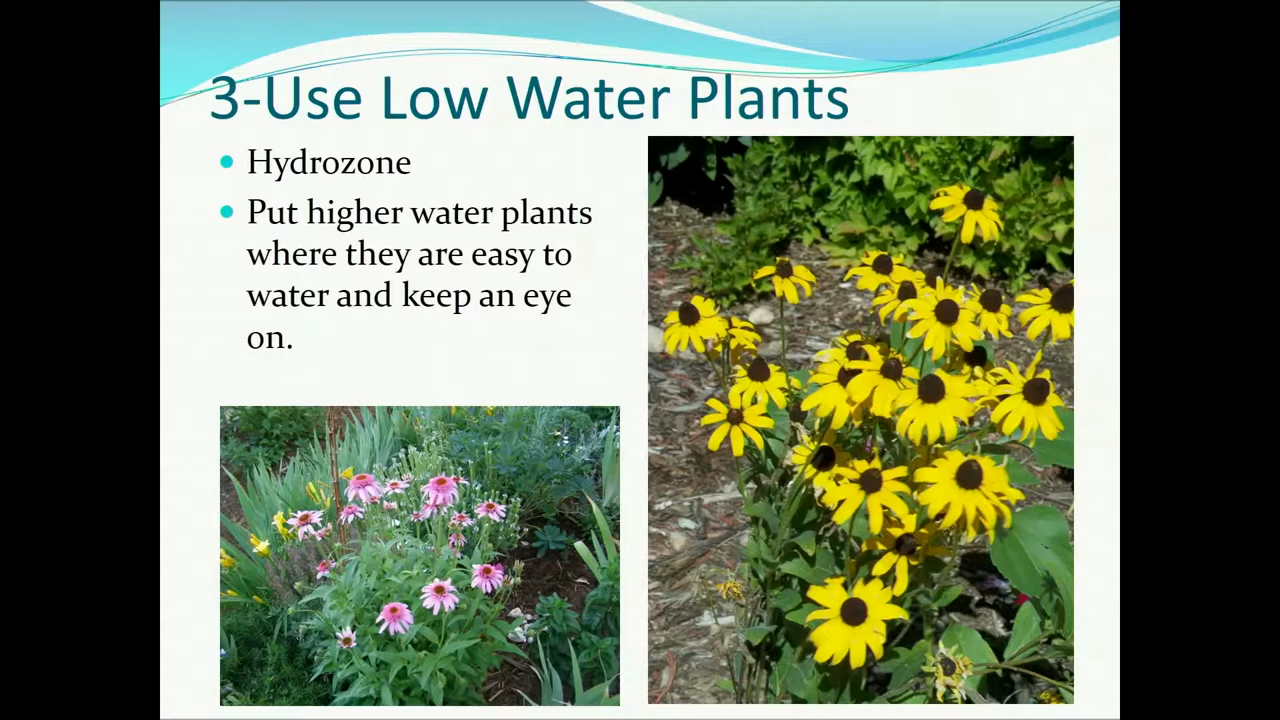 3-Use Low Water Plants
Hydrozone
Put higher water plants
where they are easy to
water and keep an eye
on.